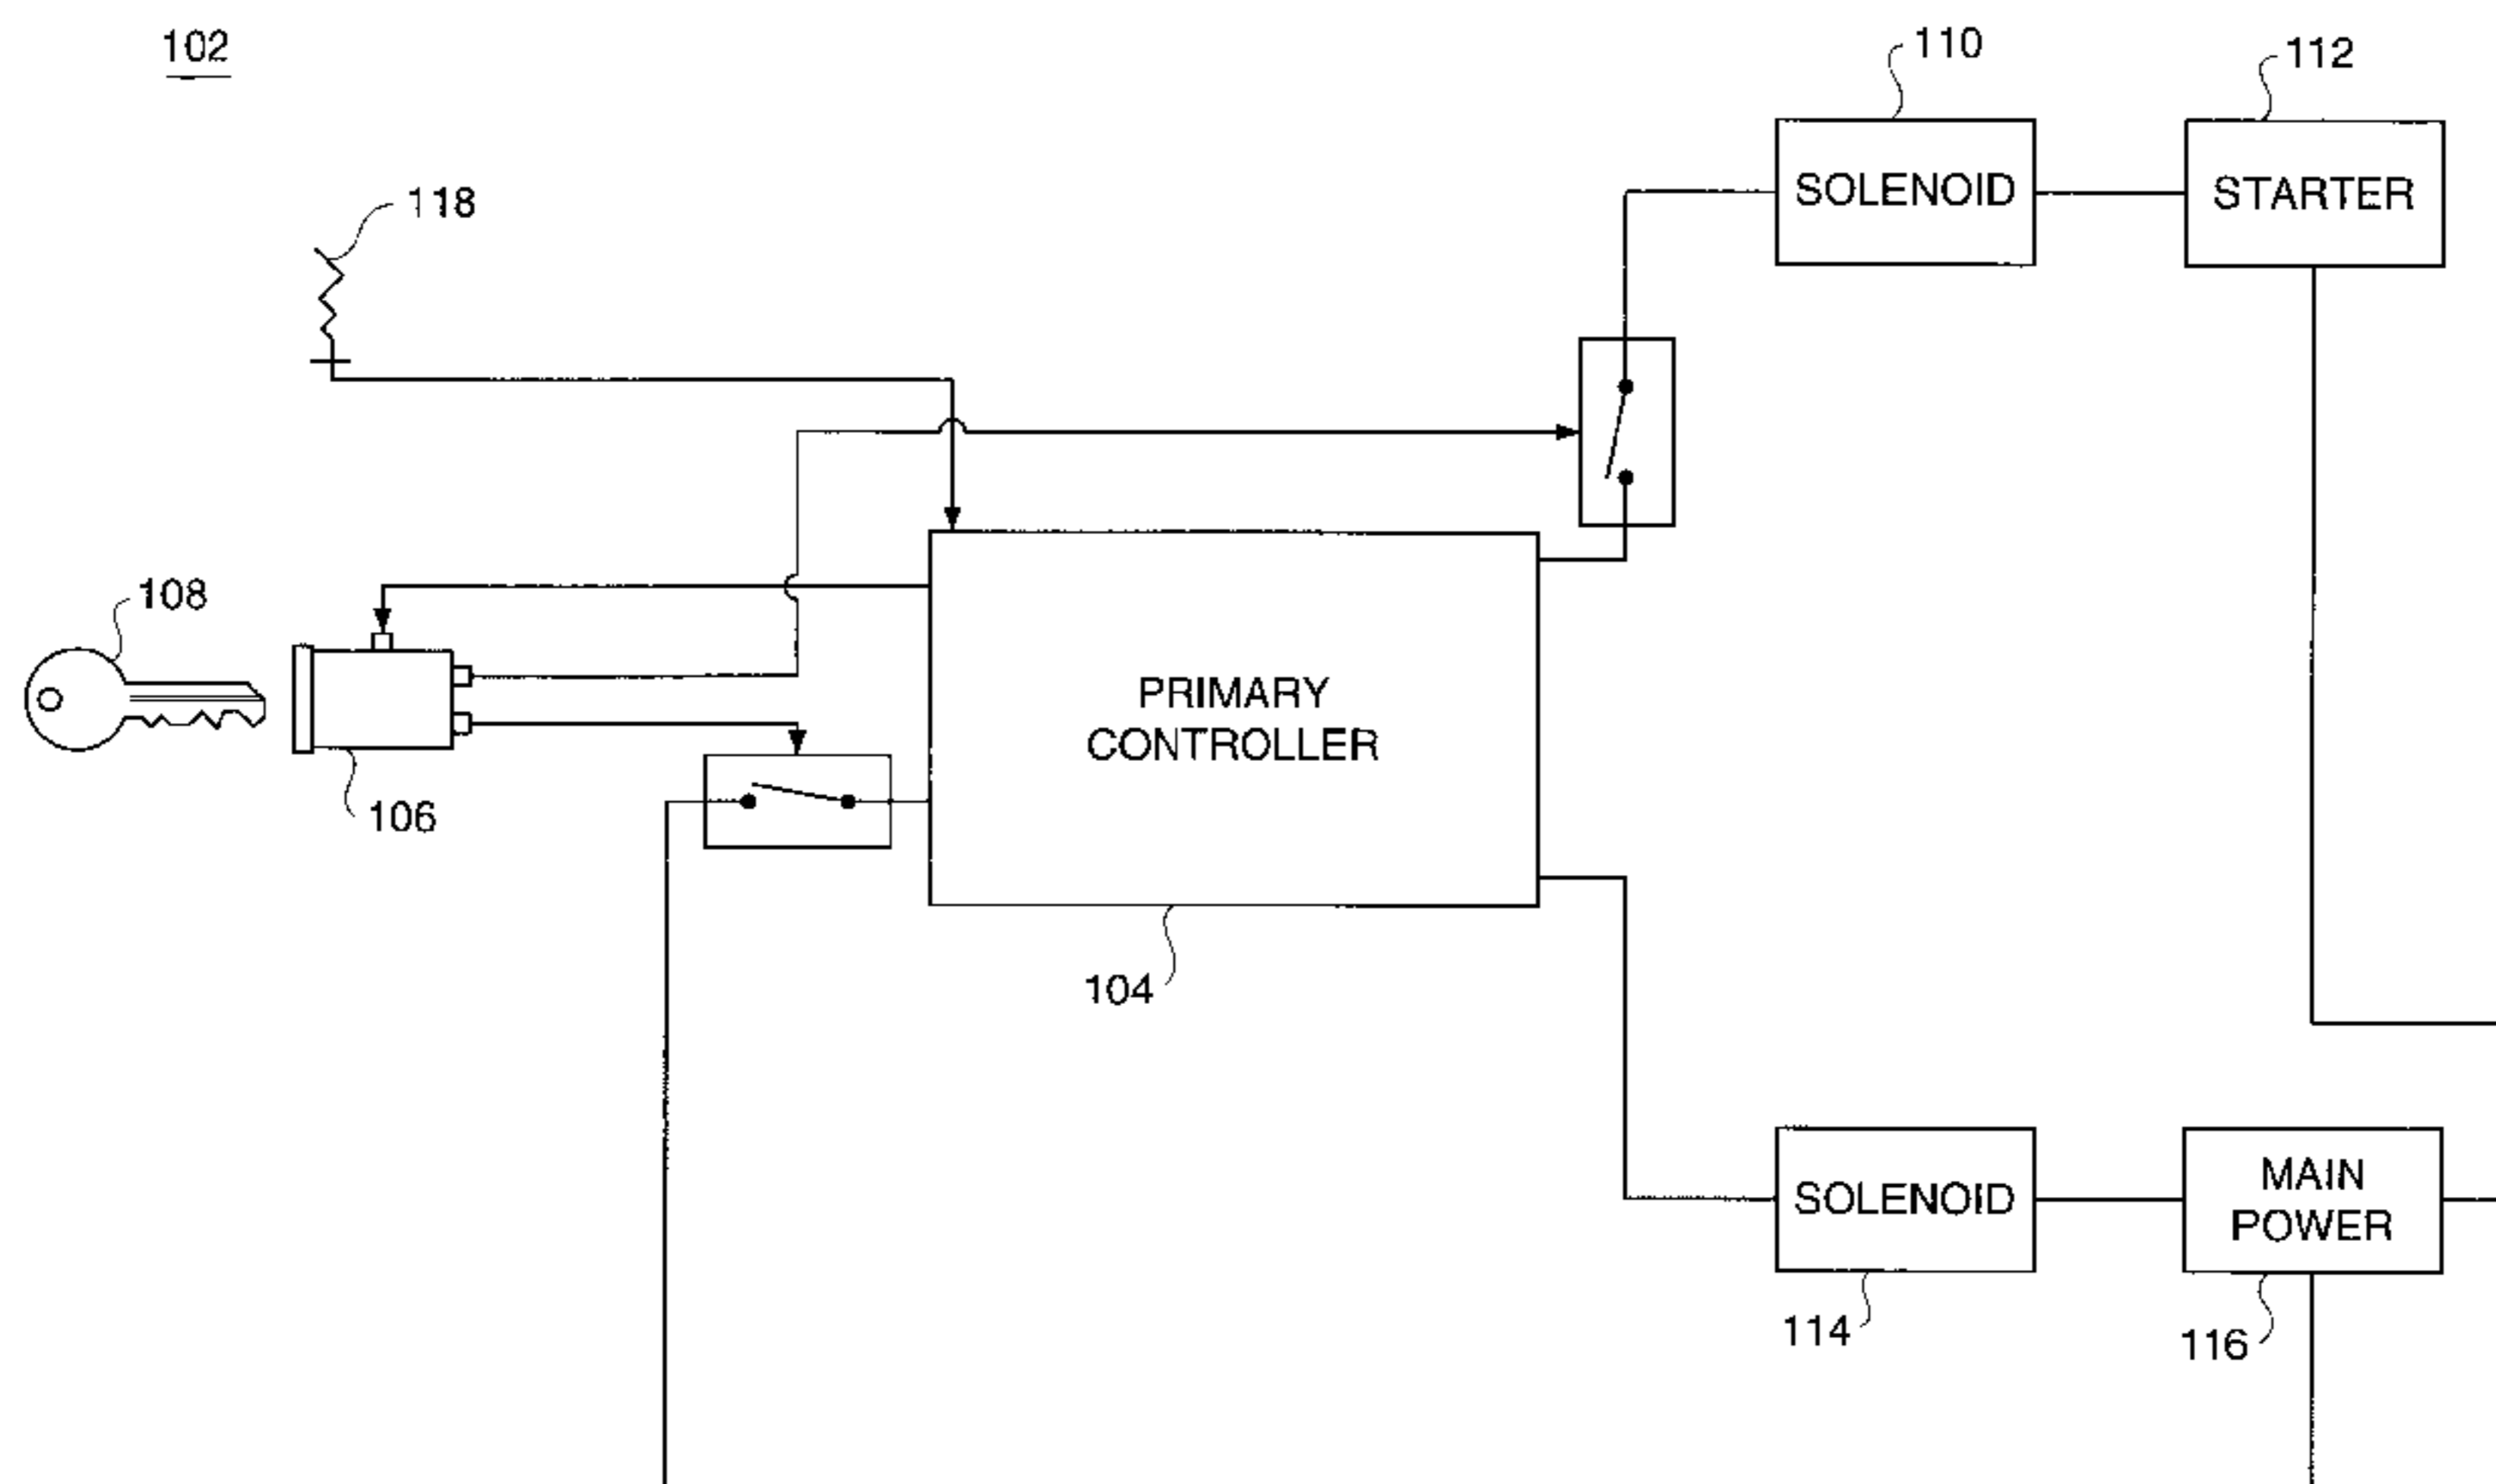 102
110
112
118
SOLENOID
STARTER
108
PRIMARY
CONTROLLER
106
104
SOLENOID
MAIN
POWER
114
116